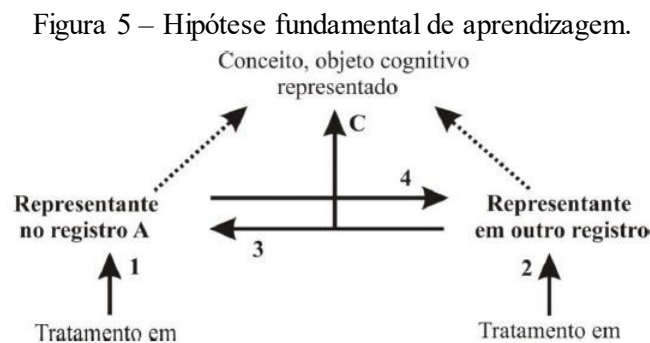 Figura 5 – Hipótese fundamental de aprendizagem.
Conceito, objeto cognitivo
representado
C
4
Representante
no registro A
Representante
em outro registro
3
1
2
Tratamento em
Tratamento em